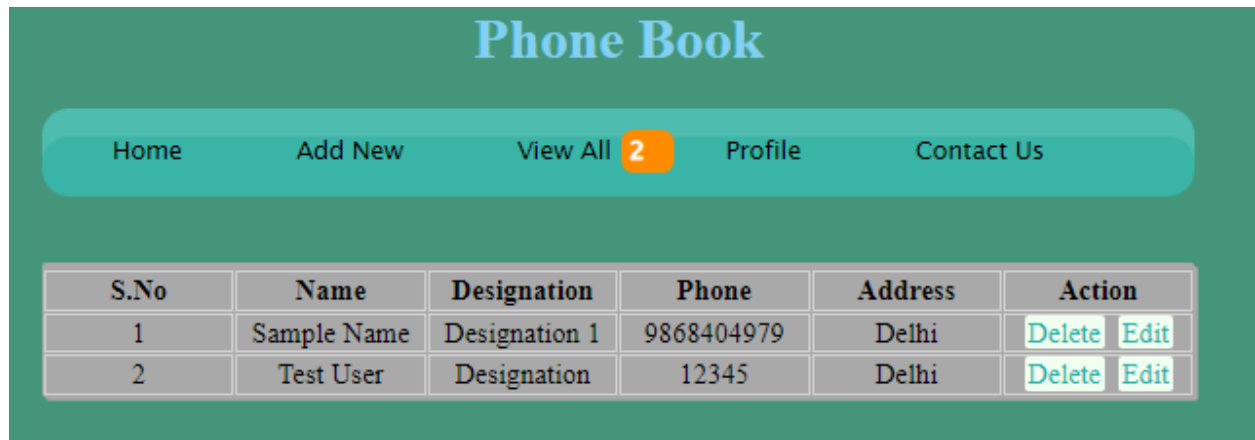 Phone Book
Home Add New View All 2 Profile Contact Us
S.No Name Designation Phone Address Action
1 Sample Name Designation 1 9868404979 Delhi Delete Edit
2 Test User Designation 12345 Delhi Delete Edit